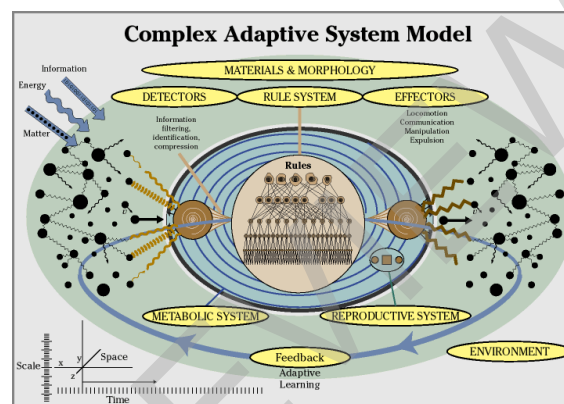 Complex Adaptive System Model
Information
Energy
Matter
MATERIALS & MORPHOLOGY
DETECTORS
RULE SYSTEM
EFFECTORS
Information
filtering,
identification,
compression
Locomotion
Communication
Manipulation
Expulsion
Rules
METABOLIC SYSTEM
REPRODUCTIVE SYSTEM
Feedback
Adaptive
Learning
ENVIRONMENT
Scale
x
y
z
Space
Time